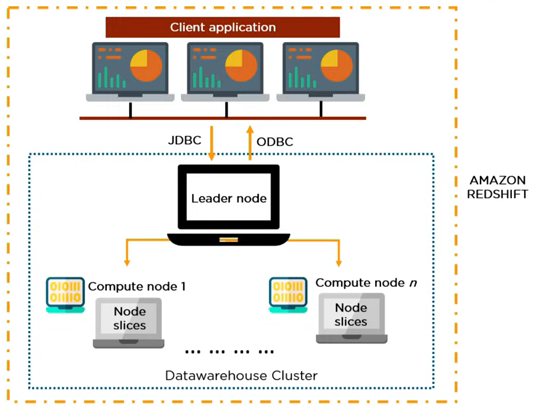 Client application
JDBC
ODBC
AMAZON
REDSHIFT
Leader node
Compute node 1
Node
slices
Compute node n
Node
slices
Datawarehouse Cluster